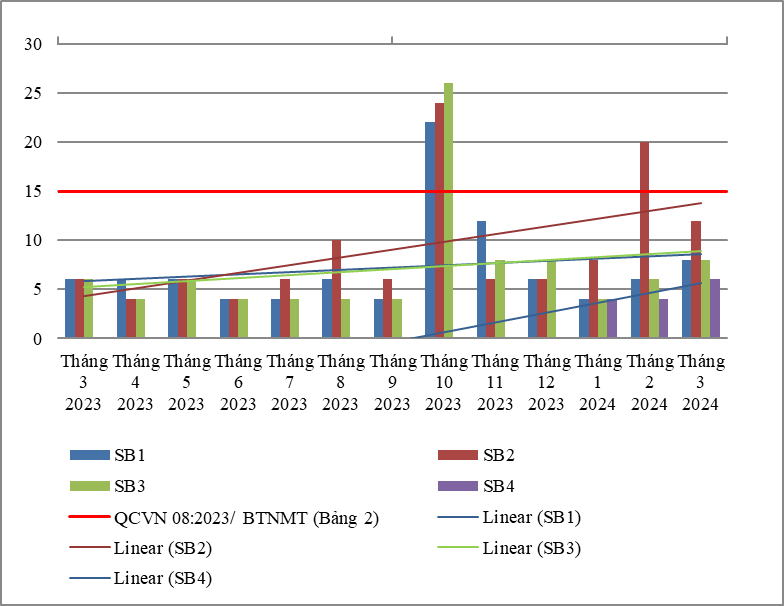 30
25
20
15
10
5
0
Tháng 3 2023
Tháng 4 2023
Tháng 5 2023
Tháng 6 2023
Tháng 7 2023
Tháng 8 2023
Tháng 9 2023
Tháng 10 2023
Tháng 11 2023
Tháng 12 2023
Tháng 1 2024
Tháng 2 2024
Tháng 3 2024
SB1
SB2
SB3
SB4
QCVN 08:2023/ BTNMT (Bảng 2)
Linear (SB1)
Linear (SB2)
Linear (SB3)
Linear (SB4)